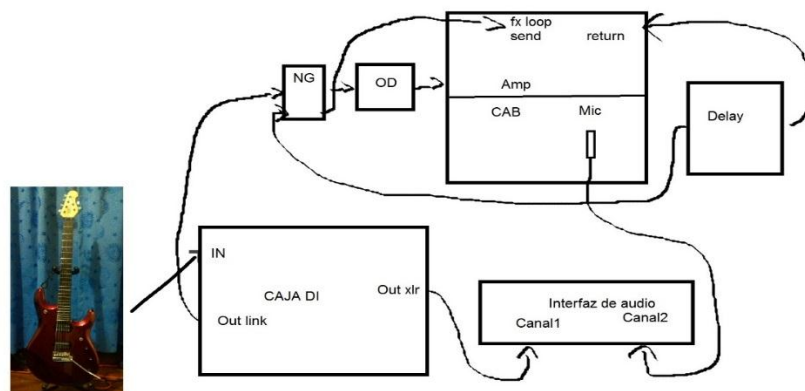 fx loop
send
return
NG
OD
Amp
CAB
Mic
Delay
IN
CAJA DI
Out xlr
Out link
Interfaz de audio
Canal1
Canal2